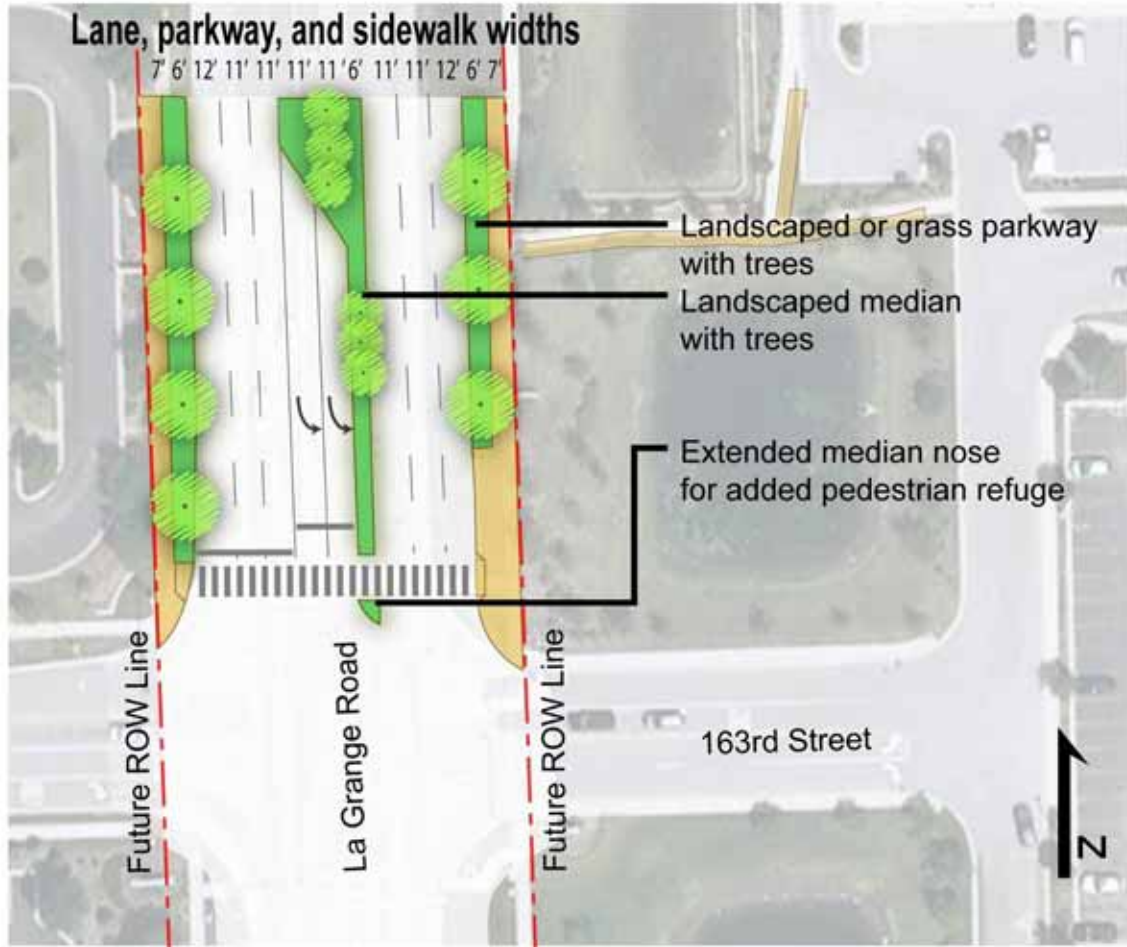 Lane, parkway, and sidewalk widths
7' 6' 12' 11' 11' 11' 11 ' 6' 11' 11' 12' 6' 7'
Landscaped or grass parkway
with trees
Landscaped median
with trees
Extended median nose
for added pedestrian refuge
Future ROW Line
La Grange Road
Future ROW Line
163rd Street
N